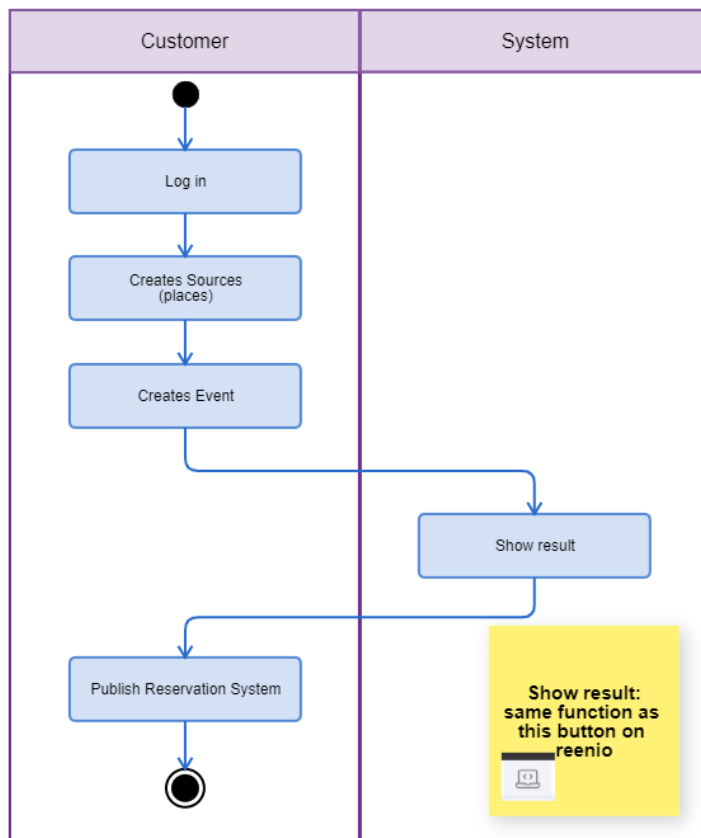 Customer
System
Log in
Creates Sources
(places)
Creates Event
Show result
Publish Reservation System
Show result:
same function as
this button on
reenio